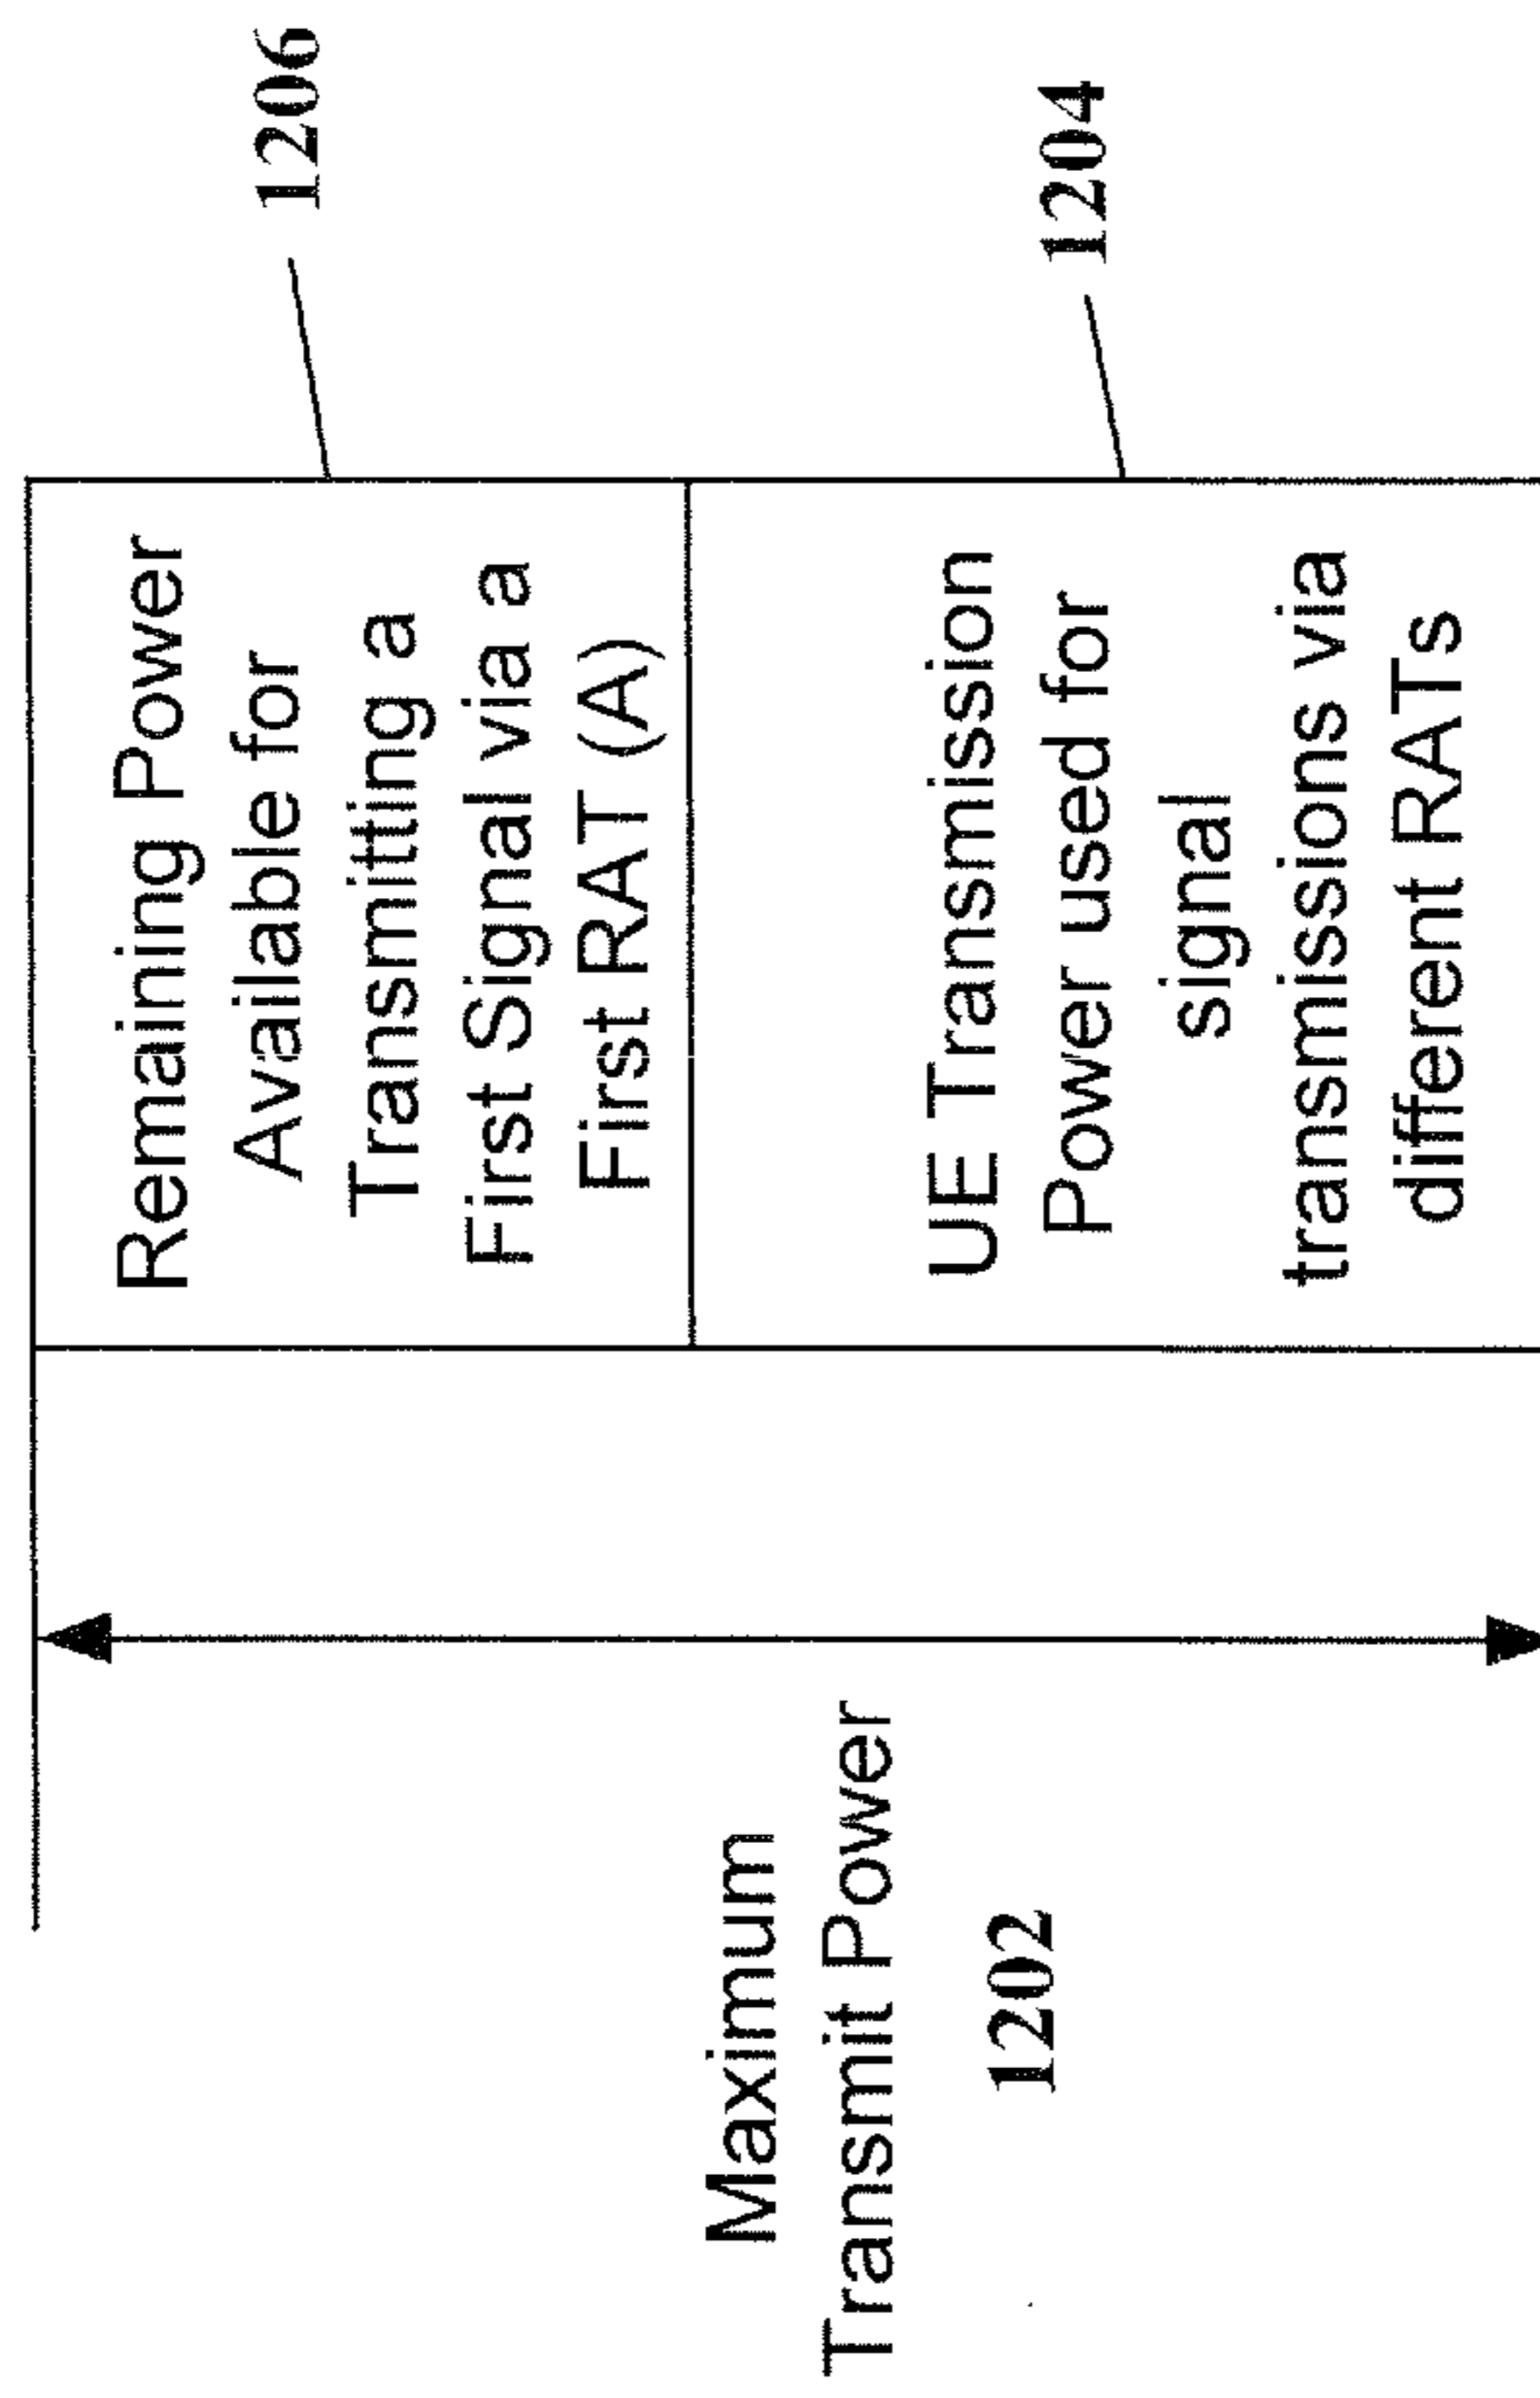 1206
Remaining Power
Available for
Transmitting a
First Signal via a
First RAT (A)
1204
UE Transmission
Power used for
signal
transmissions via
different RATs
Maximum
Transmit Power
1202